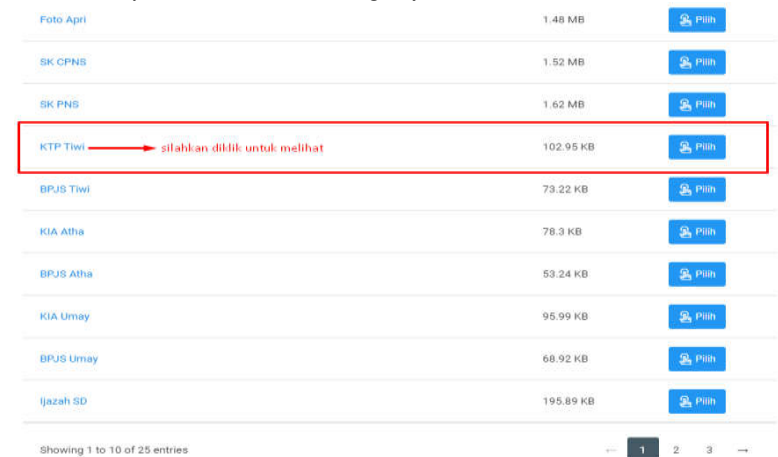 Foto Apri 1.48 MB Pilih
SK CPNS 1.52 MB Pilih
SK PNS 1.62 MB Pilih
KTP Tiwi silahkan diklik untuk melihat 102.95 KB Pilih
BPJS Tiwi 73.22 KB Pilih
KIA Atha 78.3 KB Pilih
BPJS Atha 53.24 KB Pilih
KIA Umay 95.99 KB Pilih
BPJS Umay 68.92 KB Pilih
Ijazah SD 195.89 KB Pilih
Showing 1 to 10 of 25 entries ← 1 2 3 →